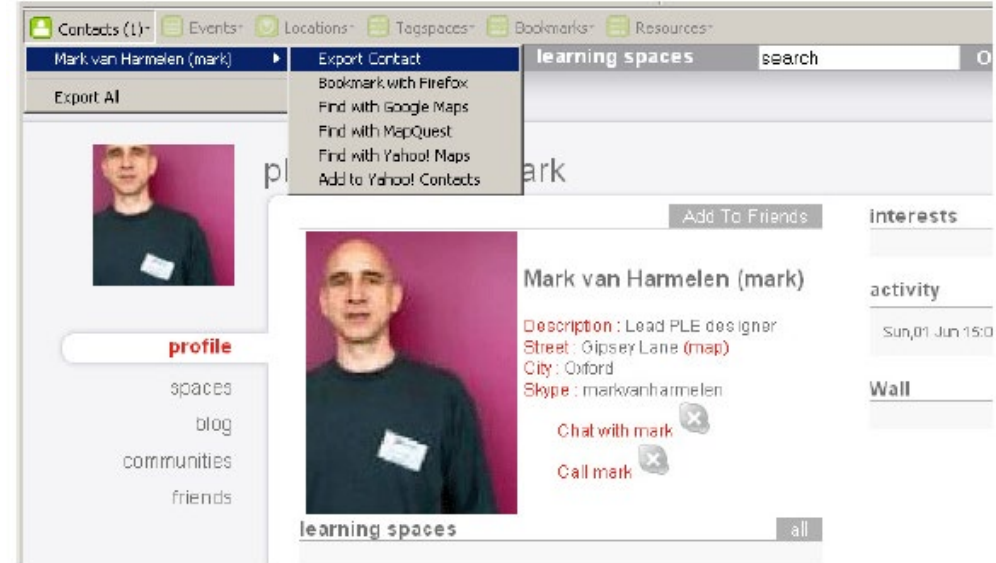 Contacts (1) Events Locations Tagspaces Bookmarks Resources
Mark van Harmelen (mark)
Export All
Export Contact
Bookmark with Firefox
Find with Google Maps
Find with MapQuest
Find with Yahoo! Maps
Add to Yahoo! Contacts
learning spaces search
Add To Friends
Mark van Harmelen (mark)
Description : Lead PLE designer
Street : Gipsey Lane (map)
City : Oxford
Skype : markvanharmelen
Chat with mark
Call mark
learning spaces all
profile
spaces
blog
communities
friends
interests
activity
Sun,01 Jun 15:0
Wall